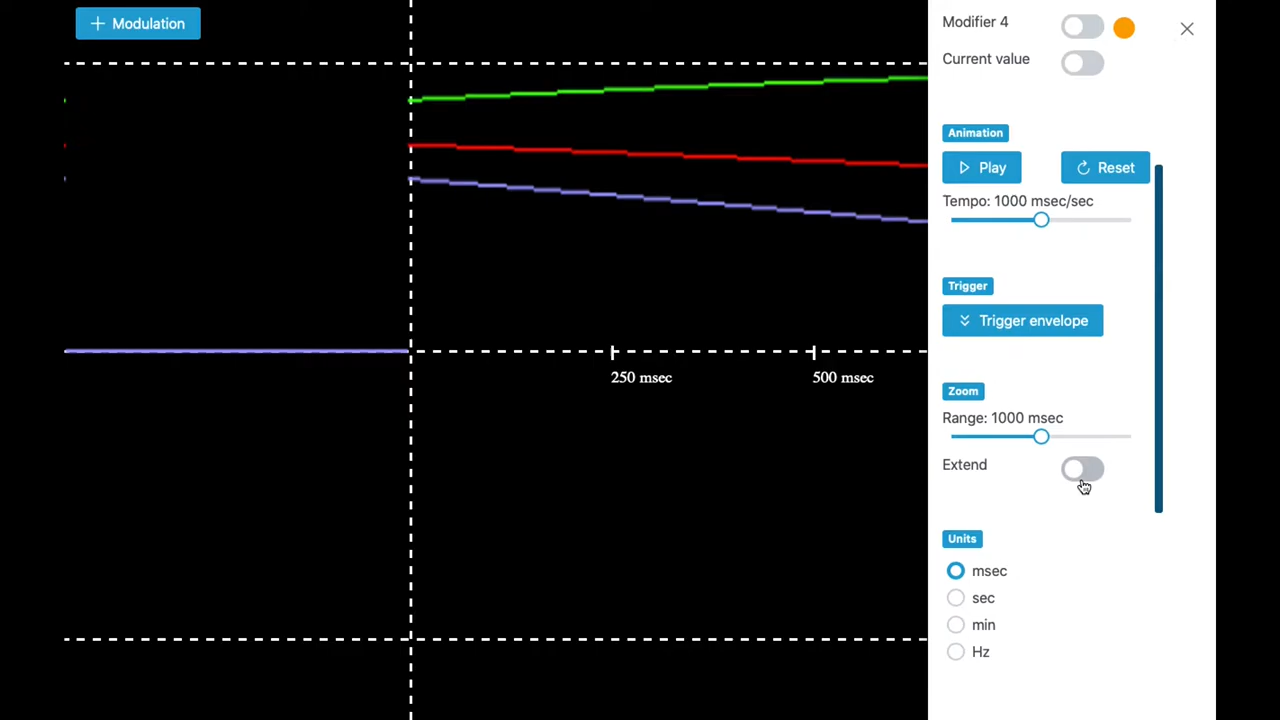 Modulation
250 msec
500 msec
Modifier 4
Current value
Animation
Play
Reset
Tempo: 1000 msec/sec
Trigger
Trigger envelope
Zoom
Range: 1000 msec
Extend
Units
msec
sec
min
Hz